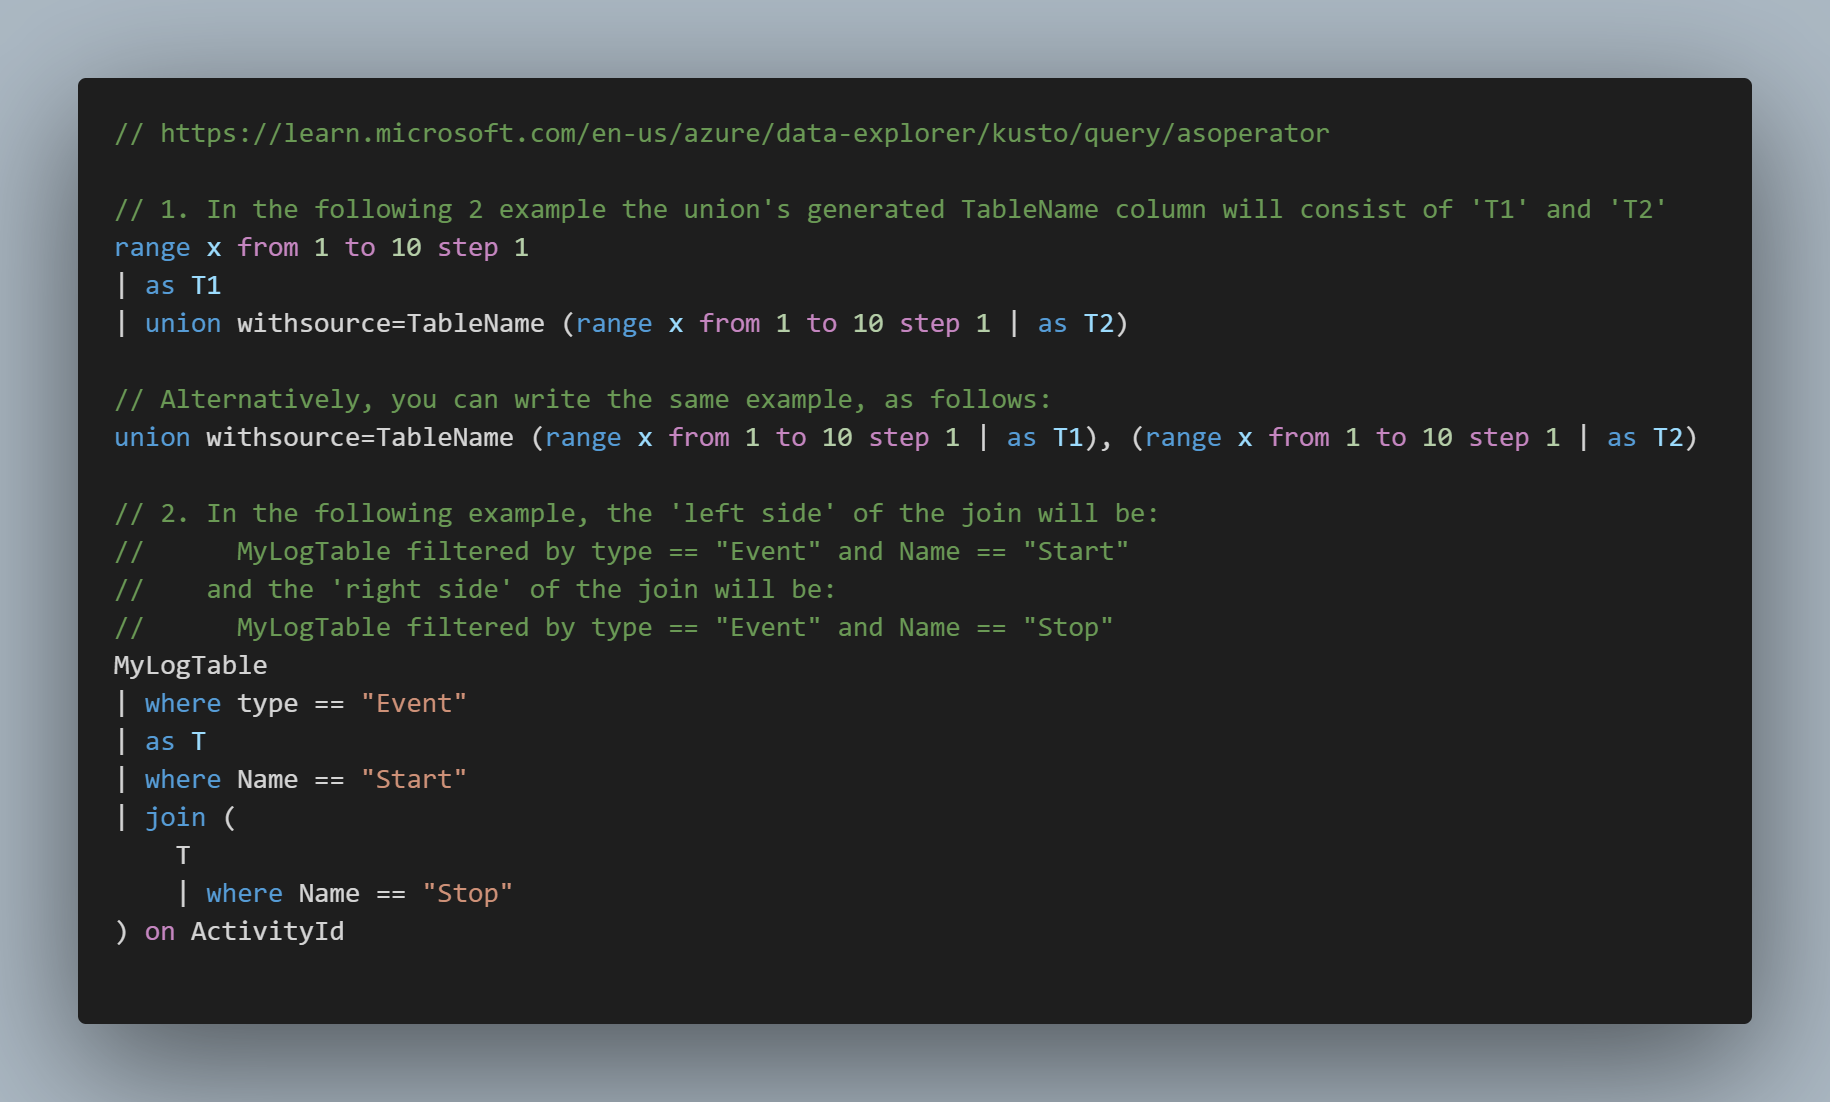 // https://learn.microsoft.com/en-us/azure/data-explorer/kusto/query/asoperator
// 1. In the following 2 example the union's generated TableName column will consist of 'T1' and 'T2'
range x from 1 to 10 step 1
| as T1
| union withsource=TableName (range x from 1 to 10 step 1 | as T2)
// Alternatively, you can write the same example, as follows:
union withsource=TableName (range x from 1 to 10 step 1 | as T1), (range x from 1 to 10 step 1 | as T2)
// 2. In the following example, the 'left side' of the join will be:
//      MyLogTable filtered by type == "Event" and Name == "Start"
//    and the 'right side' of the join will be:
//      MyLogTable filtered by type == "Event" and Name == "Stop"
MyLogTable
| where type == "Event"
| as T
| where Name == "Start"
| join (
    T
    | where Name == "Stop"
) on ActivityId